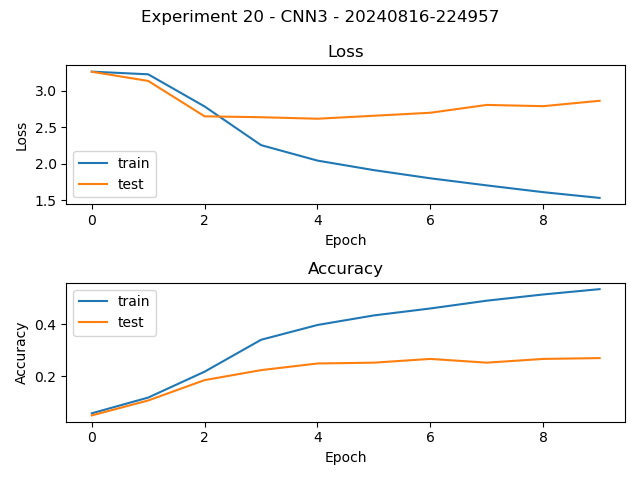 Experiment 20 - CNN3 - 20240816-224957
Loss
3.0
2.5
2.0
1.5
Loss
train
test
0 2 4 6 8
Epoch
Accuracy
0.4
0.2
Accuracy
train
test
0 2 4 6 8
Epoch